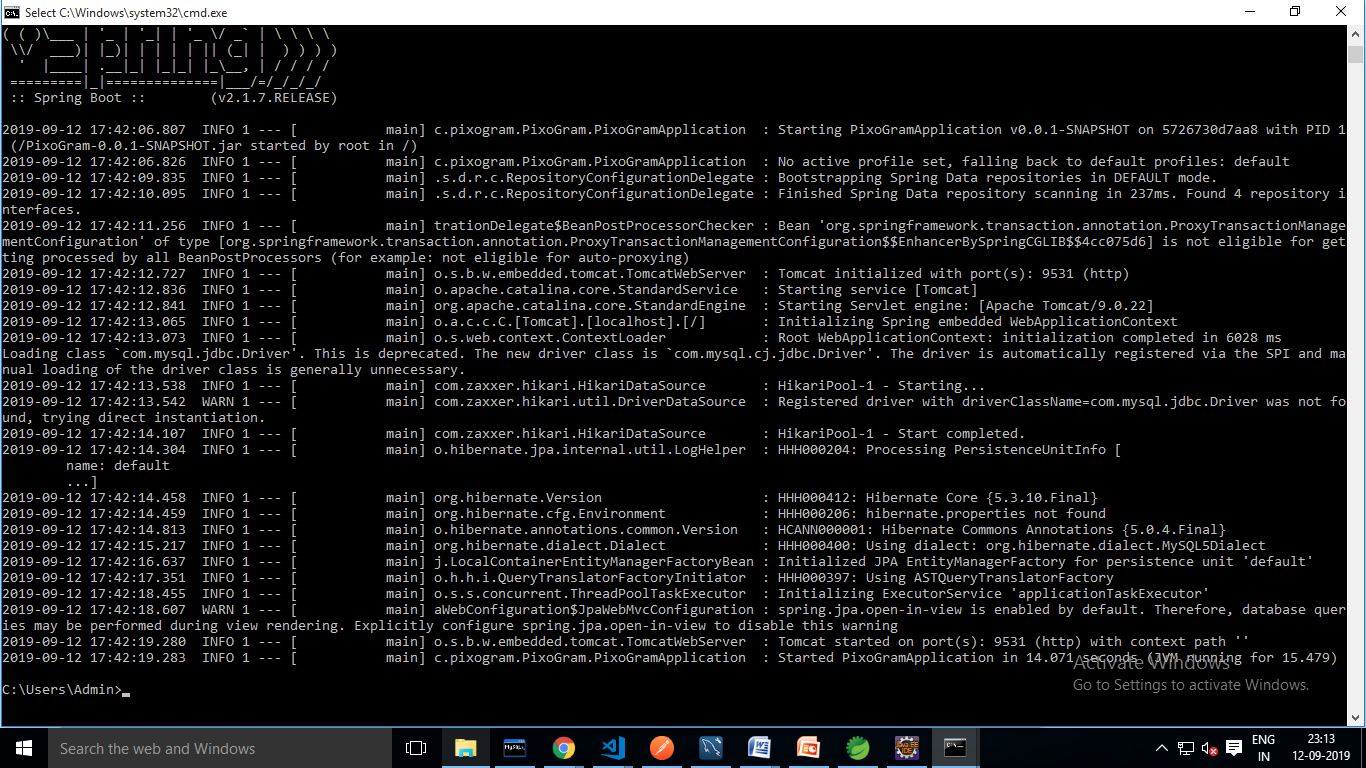 Select C:\Windows\system32\cmd.exe
( ( )\___ | '_ | '_| | '_ \/ _` | \ \ \ \
 \\/  ___)| |_)| | | | | || (_| |  ) ) ) )
  '  |____| .__|_| |_|_| |_\__, | / / / /
 =========|_|==============|___/=/_/_/_/
 :: Spring Boot ::        (v2.1.7.RELEASE)
2019-09-12 17:42:06.807  INFO 1 --- [           main] c.pixogram.PixoGram.PixoGramApplication  : Starting PixoGramApplication v0.0.1-SNAPSHOT on 5726730d7aa8 with PID 1
 (/PixoGram-0.0.1-SNAPSHOT.jar started by root in /)
2019-09-12 17:42:06.826  INFO 1 --- [           main] c.pixogram.PixoGram.PixoGramApplication  : No active profile set, falling back to default profiles: default
2019-09-12 17:42:09.835  INFO 1 --- [           main] .s.d.r.c.RepositoryConfigurationDelegate : Bootstrapping Spring Data repositories in DEFAULT mode.
2019-09-12 17:42:10.095  INFO 1 --- [           main] .s.d.r.c.RepositoryConfigurationDelegate : Finished Spring Data repository scanning in 237ms. Found 4 repository i
nterfaces.
2019-09-12 17:42:11.256  INFO 1 --- [           main] trationDelegate$BeanPostProcessorChecker : Bean 'org.springframework.transaction.annotation.ProxyTransactionManage
mentConfiguration' of type [org.springframework.transaction.annotation.ProxyTransactionManagementConfiguration$$EnhancerBySpringCGLIB$$4cc075d6] is not eligible for get
ting processed by all BeanPostProcessors (for example: not eligible for auto-proxying)
2019-09-12 17:42:12.727  INFO 1 --- [           main] o.s.b.w.embedded.tomcat.TomcatWebServer  : Tomcat initialized with port(s): 9531 (http)
2019-09-12 17:42:12.836  INFO 1 --- [           main] o.apache.catalina.core.StandardService   : Starting service [Tomcat]
2019-09-12 17:42:12.841  INFO 1 --- [           main] org.apache.catalina.core.StandardEngine  : Starting Servlet engine: [Apache Tomcat/9.0.22]
2019-09-12 17:42:13.065  INFO 1 --- [           main] o.a.c.c.C.[Tomcat].[localhost].[/]       : Initializing Spring embedded WebApplicationContext
2019-09-12 17:42:13.073  INFO 1 --- [           main] o.s.web.context.ContextLoader            : Root WebApplicationContext: initialization completed in 6028 ms
Loading class `com.mysql.jdbc.Driver'. This is deprecated. The new driver class is `com.mysql.cj.jdbc.Driver'. The driver is automatically registered via the SPI and ma
nual loading of the driver class is generally unnecessary.
2019-09-12 17:42:13.538  INFO 1 --- [           main] com.zaxxer.hikari.HikariDataSource       : HikariPool-1 - Starting...
2019-09-12 17:42:13.542  WARN 1 --- [           main] com.zaxxer.hikari.util.DriverDataSource  : Registered driver with driverClassName=com.mysql.jdbc.Driver was not fo
und, trying direct instantiation.
2019-09-12 17:42:14.107  INFO 1 --- [           main] com.zaxxer.hikari.HikariDataSource       : HikariPool-1 - Start completed.
2019-09-12 17:42:14.304  INFO 1 --- [           main] o.hibernate.jpa.internal.util.LogHelper  : HHH000204: Processing PersistenceUnitInfo [
        name: default
        ...]
2019-09-12 17:42:14.458  INFO 1 --- [           main] org.hibernate.Version                    : HHH000412: Hibernate Core {5.3.10.Final}
2019-09-12 17:42:14.459  INFO 1 --- [           main] org.hibernate.cfg.Environment            : HHH000206: hibernate.properties not found
2019-09-12 17:42:14.813  INFO 1 --- [           main] o.hibernate.annotations.common.Version   : HCANN000001: Hibernate Commons Annotations {5.0.4.Final}
2019-09-12 17:42:15.217  INFO 1 --- [           main] org.hibernate.dialect.Dialect            : HHH000400: Using dialect: org.hibernate.dialect.MySQL5Dialect
2019-09-12 17:42:16.637  INFO 1 --- [           main] j.LocalContainerEntityManagerFactoryBean : Initialized JPA EntityManagerFactory for persistence unit 'default'
2019-09-12 17:42:17.351  INFO 1 --- [           main] o.h.h.i.QueryTranslatorFactoryInitiator  : HHH000397: Using ASTQueryTranslatorFactory
2019-09-12 17:42:18.455  INFO 1 --- [           main] o.s.s.concurrent.ThreadPoolTaskExecutor  : Initializing ExecutorService 'applicationTaskExecutor'
2019-09-12 17:42:18.607  WARN 1 --- [           main] aWebConfiguration$JpaWebMvcConfiguration : spring.jpa.open-in-view is enabled by default. Therefore, database quer
ies may be performed during view rendering. Explicitly configure spring.jpa.open-in-view to disable this warning
2019-09-12 17:42:19.280  INFO 1 --- [           main] o.s.b.w.embedded.tomcat.TomcatWebServer  : Tomcat started on port(s): 9531 (http) with context path ''
2019-09-12 17:42:19.283  INFO 1 --- [           main] c.pixogram.PixoGram.PixoGramApplication  : Started PixoGramApplication in 14.071 seconds (JVM running for 15.479)
Activate Windows
Go to Settings to activate Windows.
C:\Users\Admin>
Search the web and Windows
MySQL
JAVA EE
IDE
ENG
IN
23:13
12-09-2019